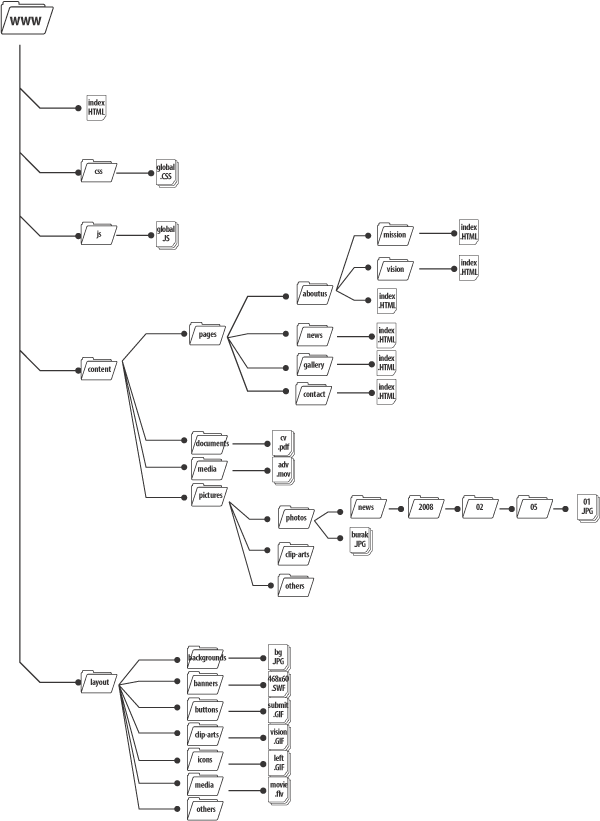 WWW
index
HTML
css
global
.CSS
js
global
.JS
content
pages
aboutus
mission
index
.HTML
vision
index
.HTML
index
.HTML
news
index
.HTML
gallery
index
.HTML
contact
index
.HTML
documents
cv
.pdf
media
adv
.mov
pictures
photos
news
2008
02
05
01
.JPG
burak
.JPG
clip-arts
others
layout
backgrounds
bg
.JPG
banners
468x60
.SWF
buttons
submit
.GIF
clip-arts
vision
.GIF
icons
left
.GIF
media
movie
.flv
others